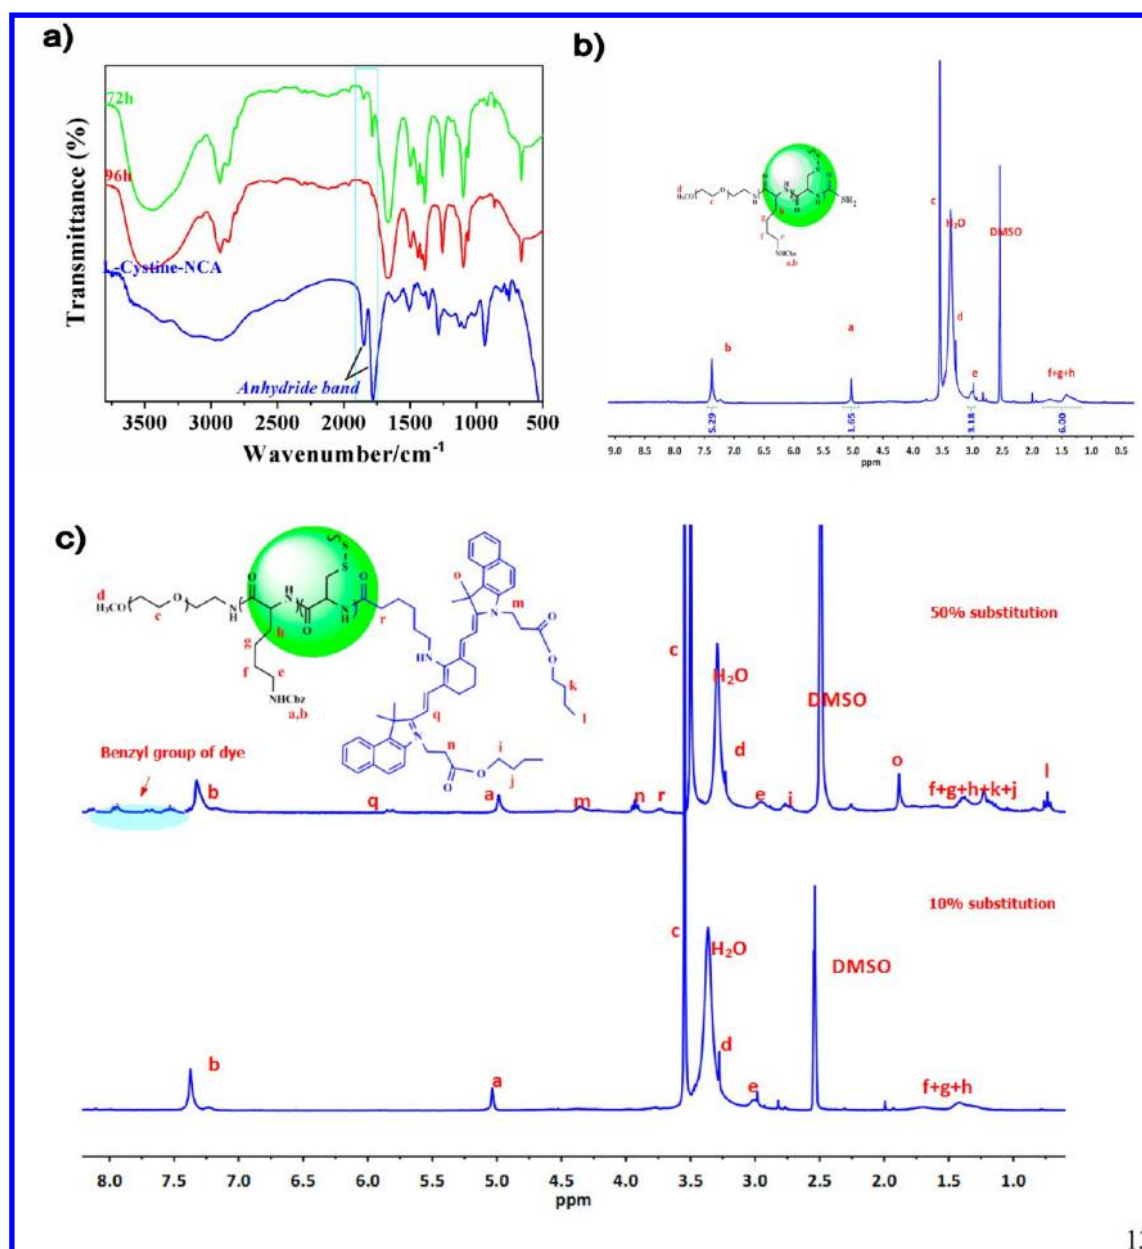 a)
72h
96h
L-Cystine-NCA
Anhydride band
Transmittance (%)
3500 3000 2500 2000 1500 1000 500
Wavenumber/cm-1
b)
d
H₃CO
c
O
N
H
O
H
N
O
S
S
N
H
O
NH₂
h
g
f
e
NHCbz
a,b
c
H₂O
DMSO
d
b
a
e
f+g+h
5.29
1.65
3.18
6.00
9.0 8.5 8.0 7.5 7.0 6.5 6.0 5.5 5.0 4.5 4.0 3.5 3.0 2.5 2.0 1.5 1.0 0.5
ppm
c)
d
H₃CO
c
O
N
H
O
H
N
O
S
S
N
H
O
r
h
g
f
e
NHCbz
a,b
HN
o
N
m
O
O
k
l
q
N
n
O
O
i
j
50% substitution
c
H₂O
DMSO
d
Benzyl group of dye
b
q
a
m
n
r
e
i
o
f+g+h+k+j
l
10% substitution
c
H₂O
DMSO
d
b
a
e
f+g+h
8.0 7.5 7.0 6.5 6.0 5.5 5.0 4.5 4.0 3.5 3.0 2.5 2.0 1.5 1.0
ppm